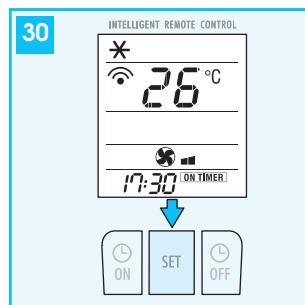 30
INTELLIGENT REMOTE CONTROL
26 °C
17:30 ON TIMER
ON SET OFF